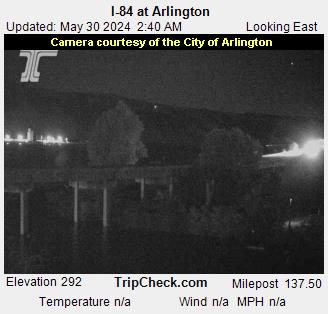 I-84 at Arlington
Updated: May 30 2024 2:40 AM Looking East
Camera courtesy of the City of Arlington
Elevation 292 TripCheck.com Milepost 137.50
Temperature n/a Wind n/a MPH n/a